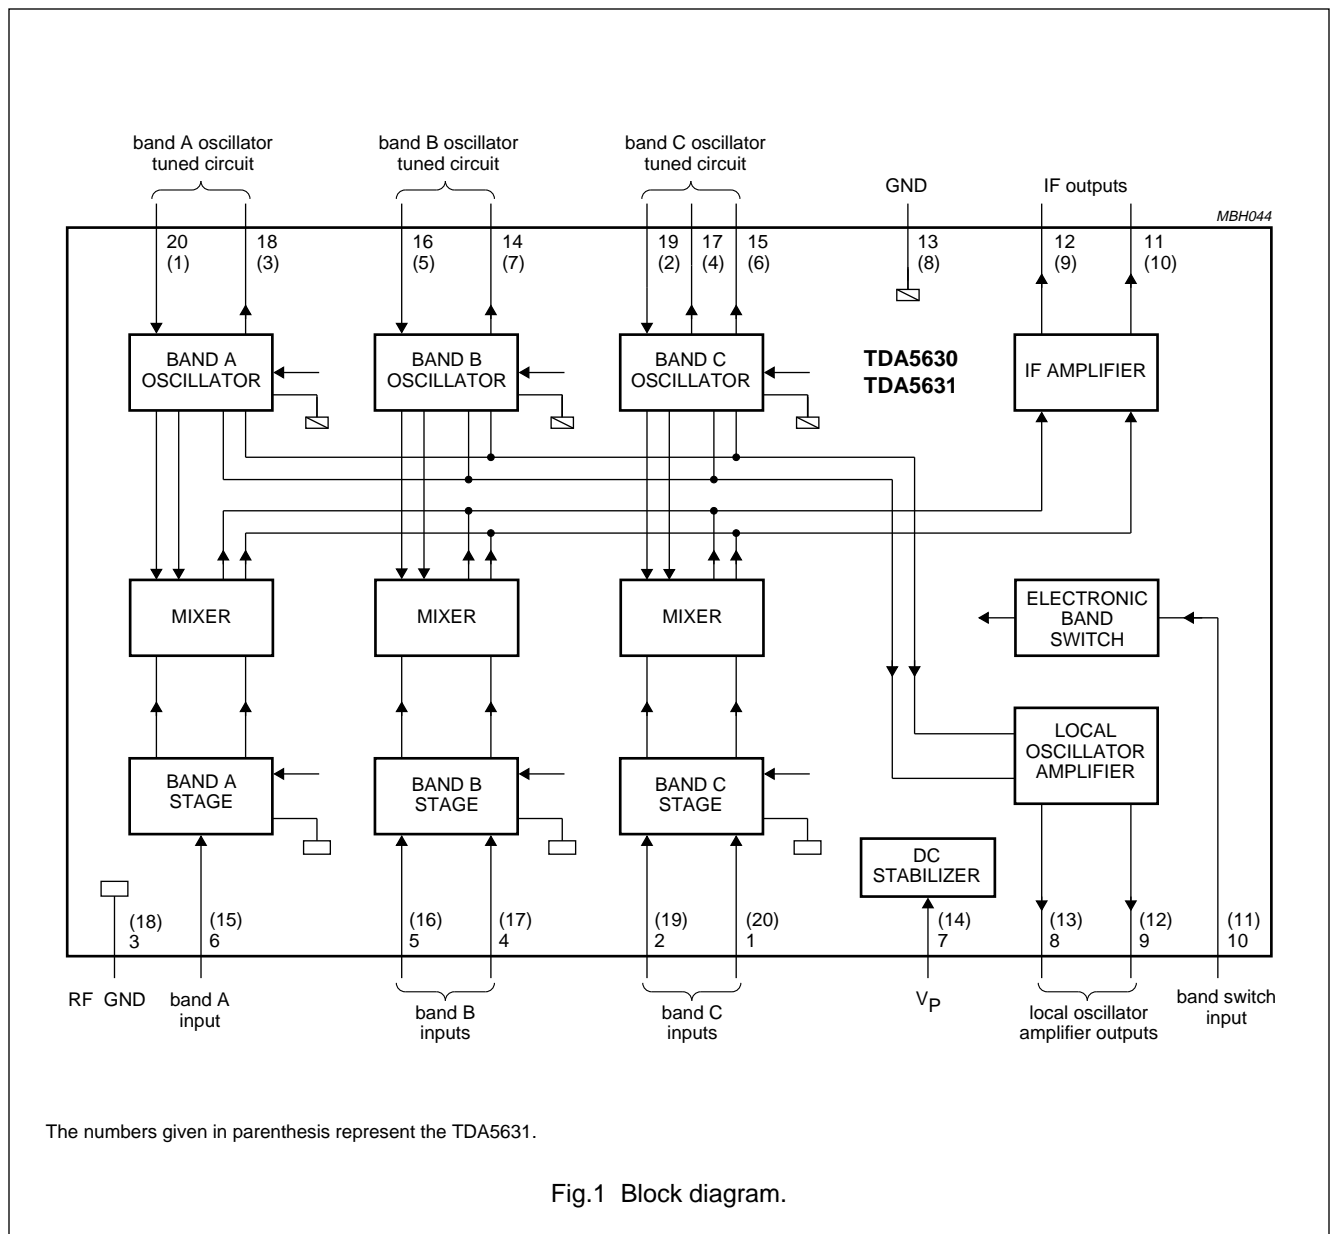 band A oscillator
tuned circuit
band B oscillator
tuned circuit
band C oscillator
tuned circuit
GND
IF outputs
MBH044
20
(1)
18
(3)
16
(5)
14
(7)
19
(2)
17
(4)
15
(6)
13
(8)
12
(9)
11
(10)
BAND A
OSCILLATOR
BAND B
OSCILLATOR
BAND C
OSCILLATOR
TDA5630
TDA5631
IF AMPLIFIER
MIXER
MIXER
MIXER
ELECTRONIC
BAND
SWITCH
LOCAL
OSCILLATOR
AMPLIFIER
BAND A
STAGE
BAND B
STAGE
BAND C
STAGE
DC
STABILIZER
(18)
3
(15)
6
(16)
5
(17)
4
(19)
2
(20)
1
(14)
7
(13)
8
(12)
9
(11)
10
RF GND
band A
input
band B
inputs
band C
inputs
VP
local oscillator
amplifier outputs
band switch
input
The numbers given in parenthesis represent the TDA5631.
Fig.1 Block diagram.